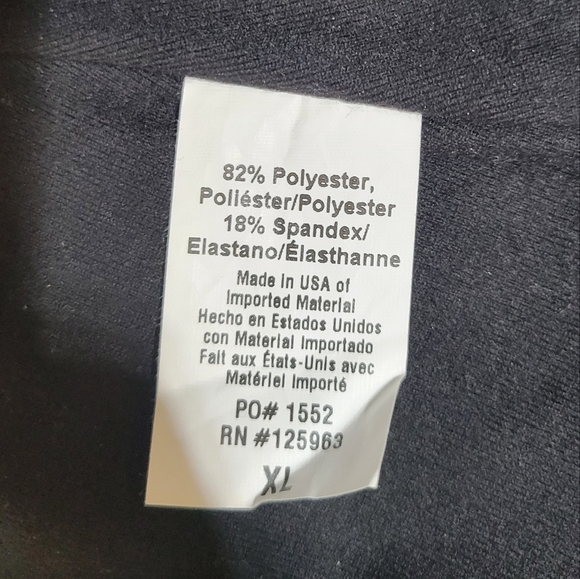 82% Polyester,
Poliéster/Polyester
18% Spandex/
Elastano/Élasthanne
Made in USA of
Imported Material
Hecho en Estados Unidos
con Material Importado
Fait aux États-Unis avec
Matériel Importé
PO# 1552
RN #125963
XL